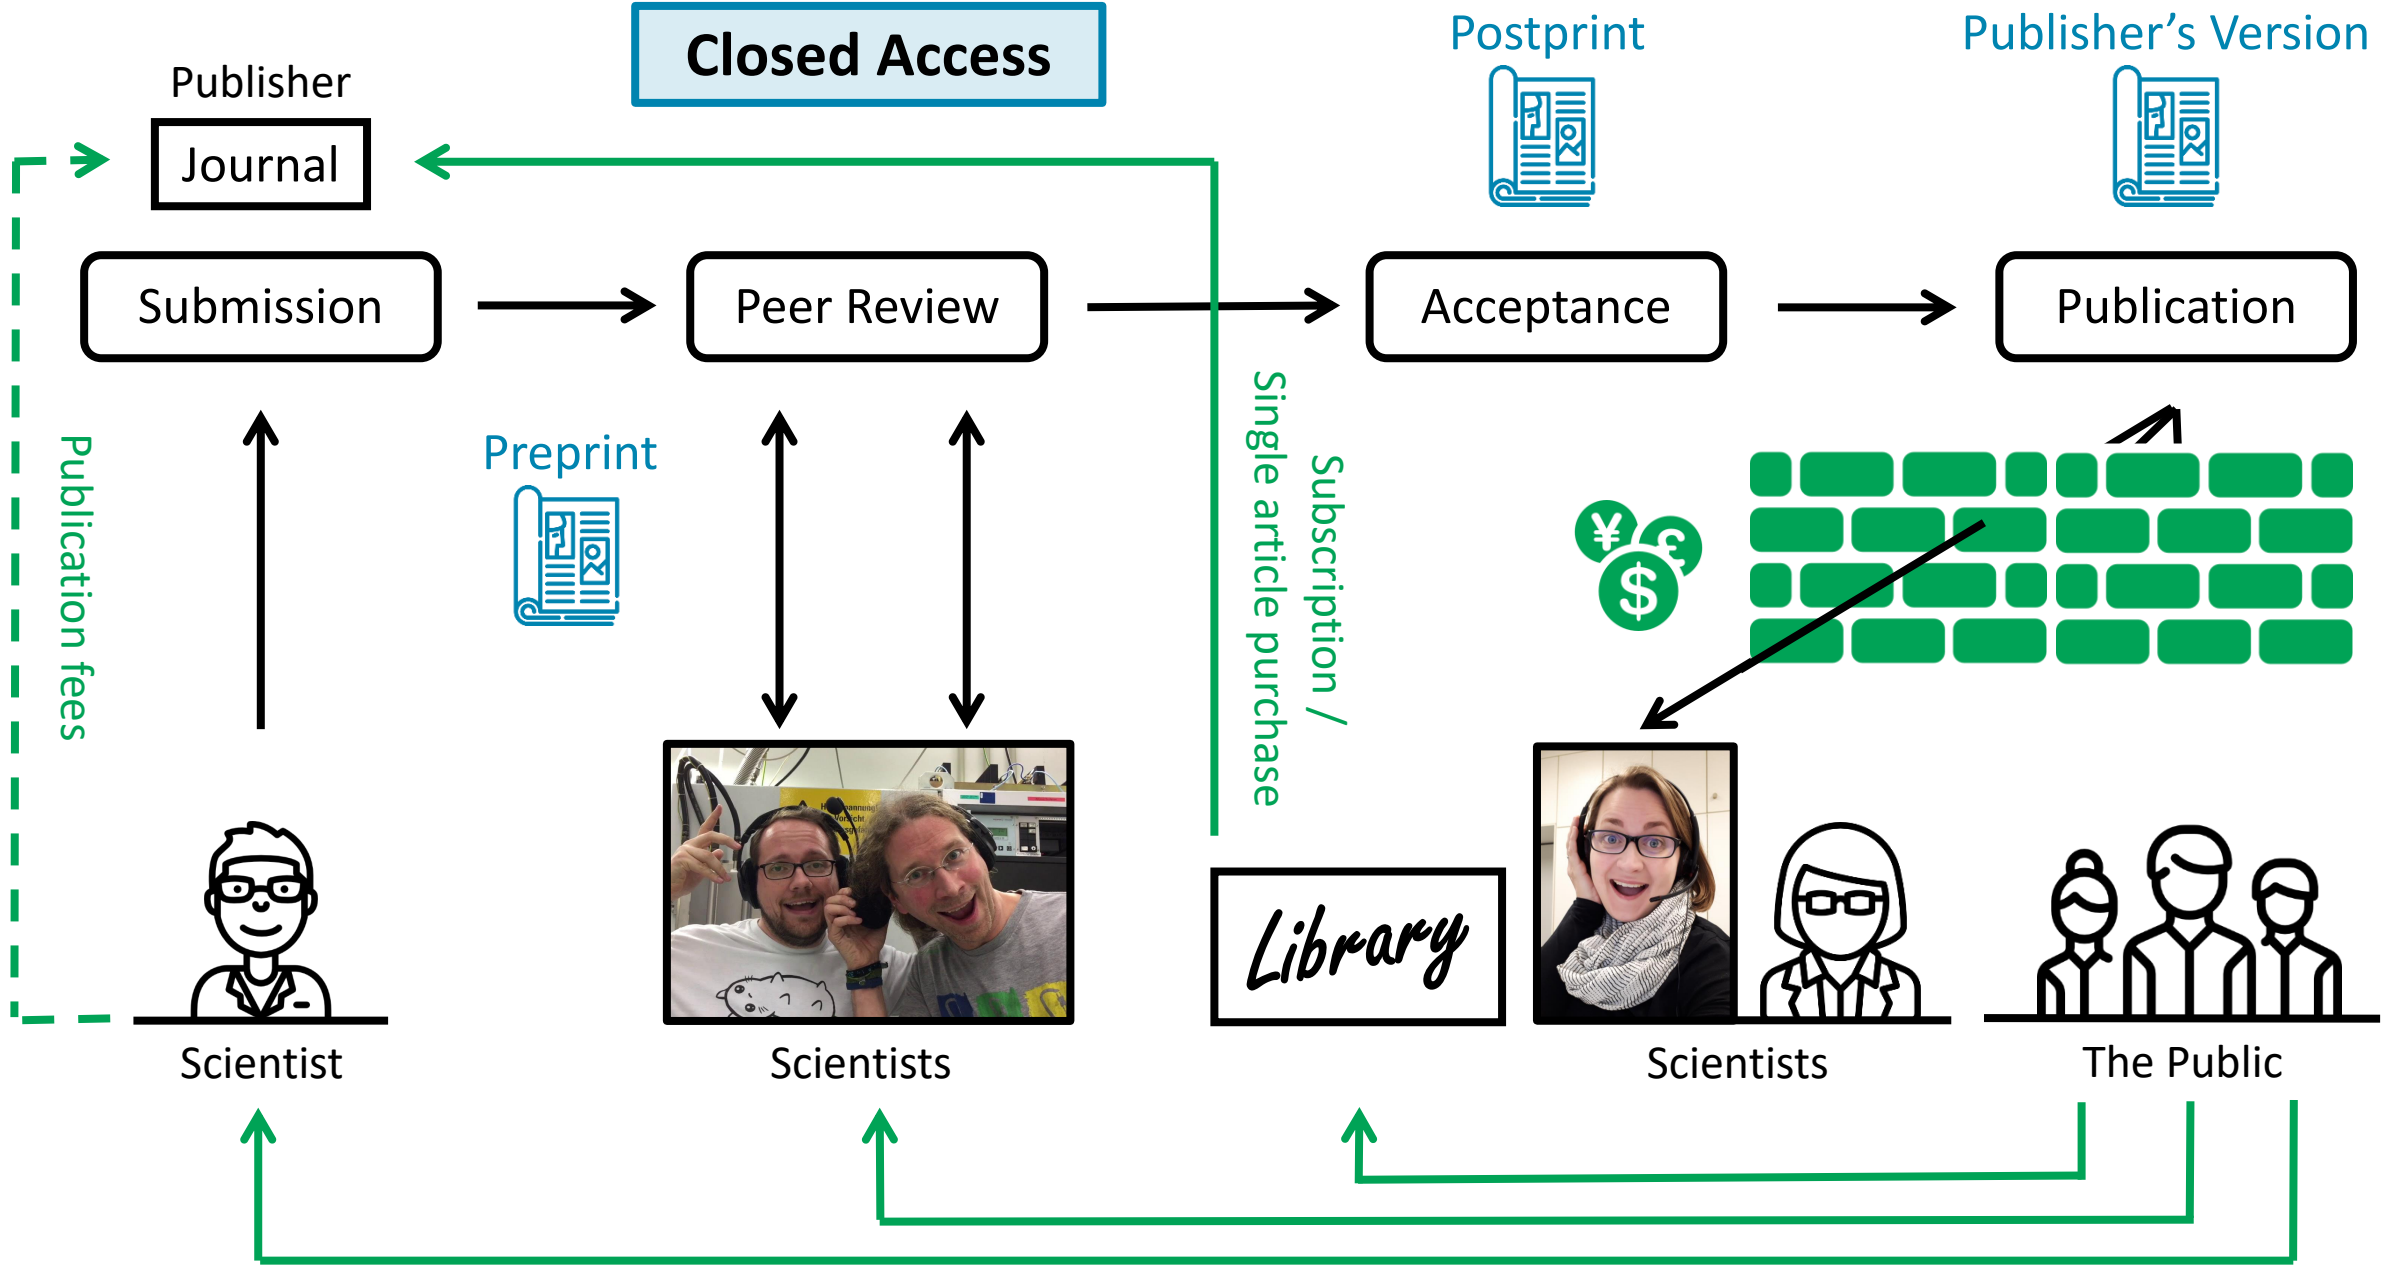 Closed Access
Postprint
Publisher's Version
Publisher
Journal
Submission
Peer Review
Acceptance
Publication
Publication fees
Preprint
Subscription /
Single article purchase
¥
£
$
Library
Scientist
Scientists
Scientists
The Public